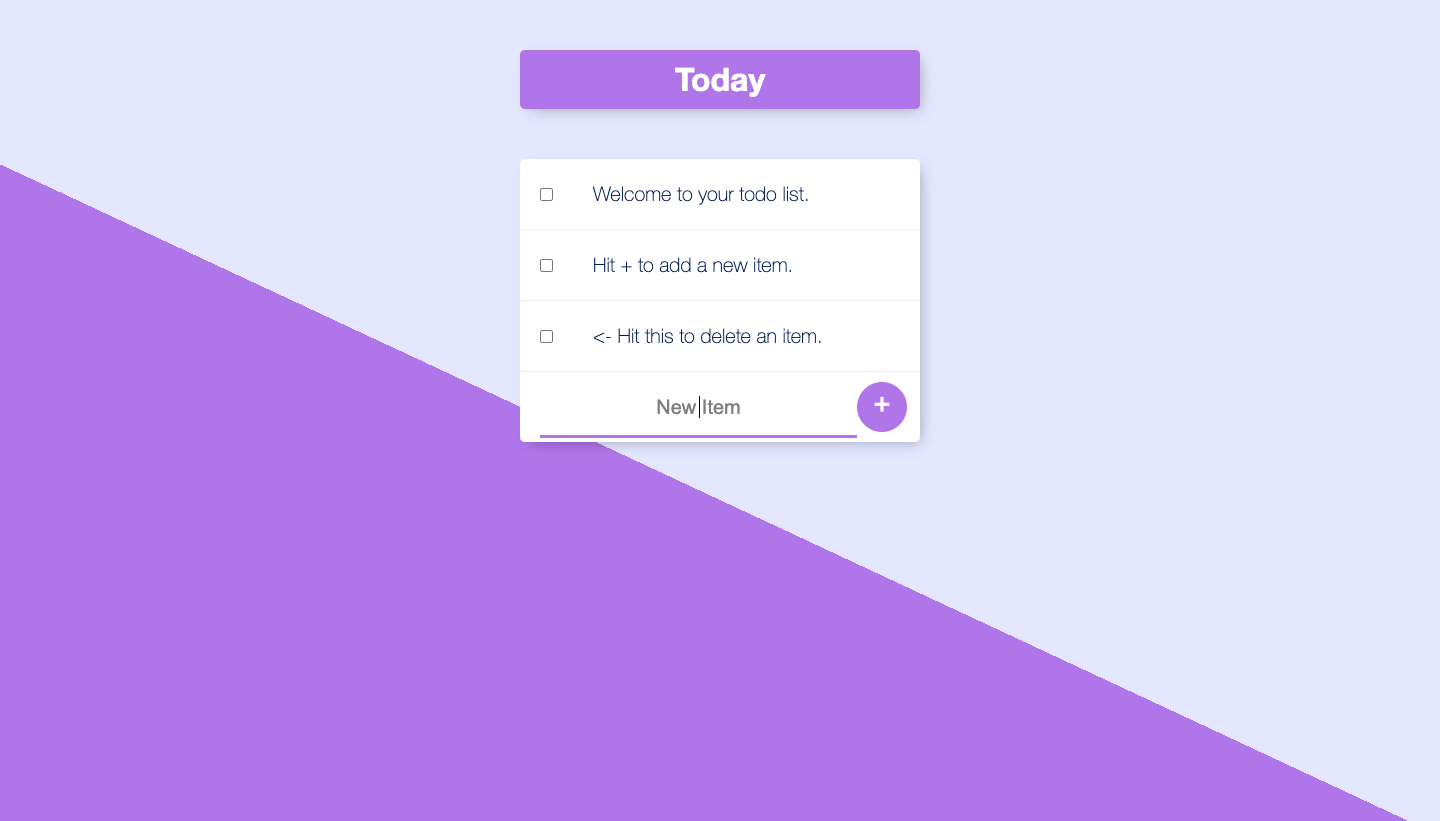 Today
Welcome to your todo list.
Hit + to add a new item.
<- Hit this to delete an item.
New Item
+